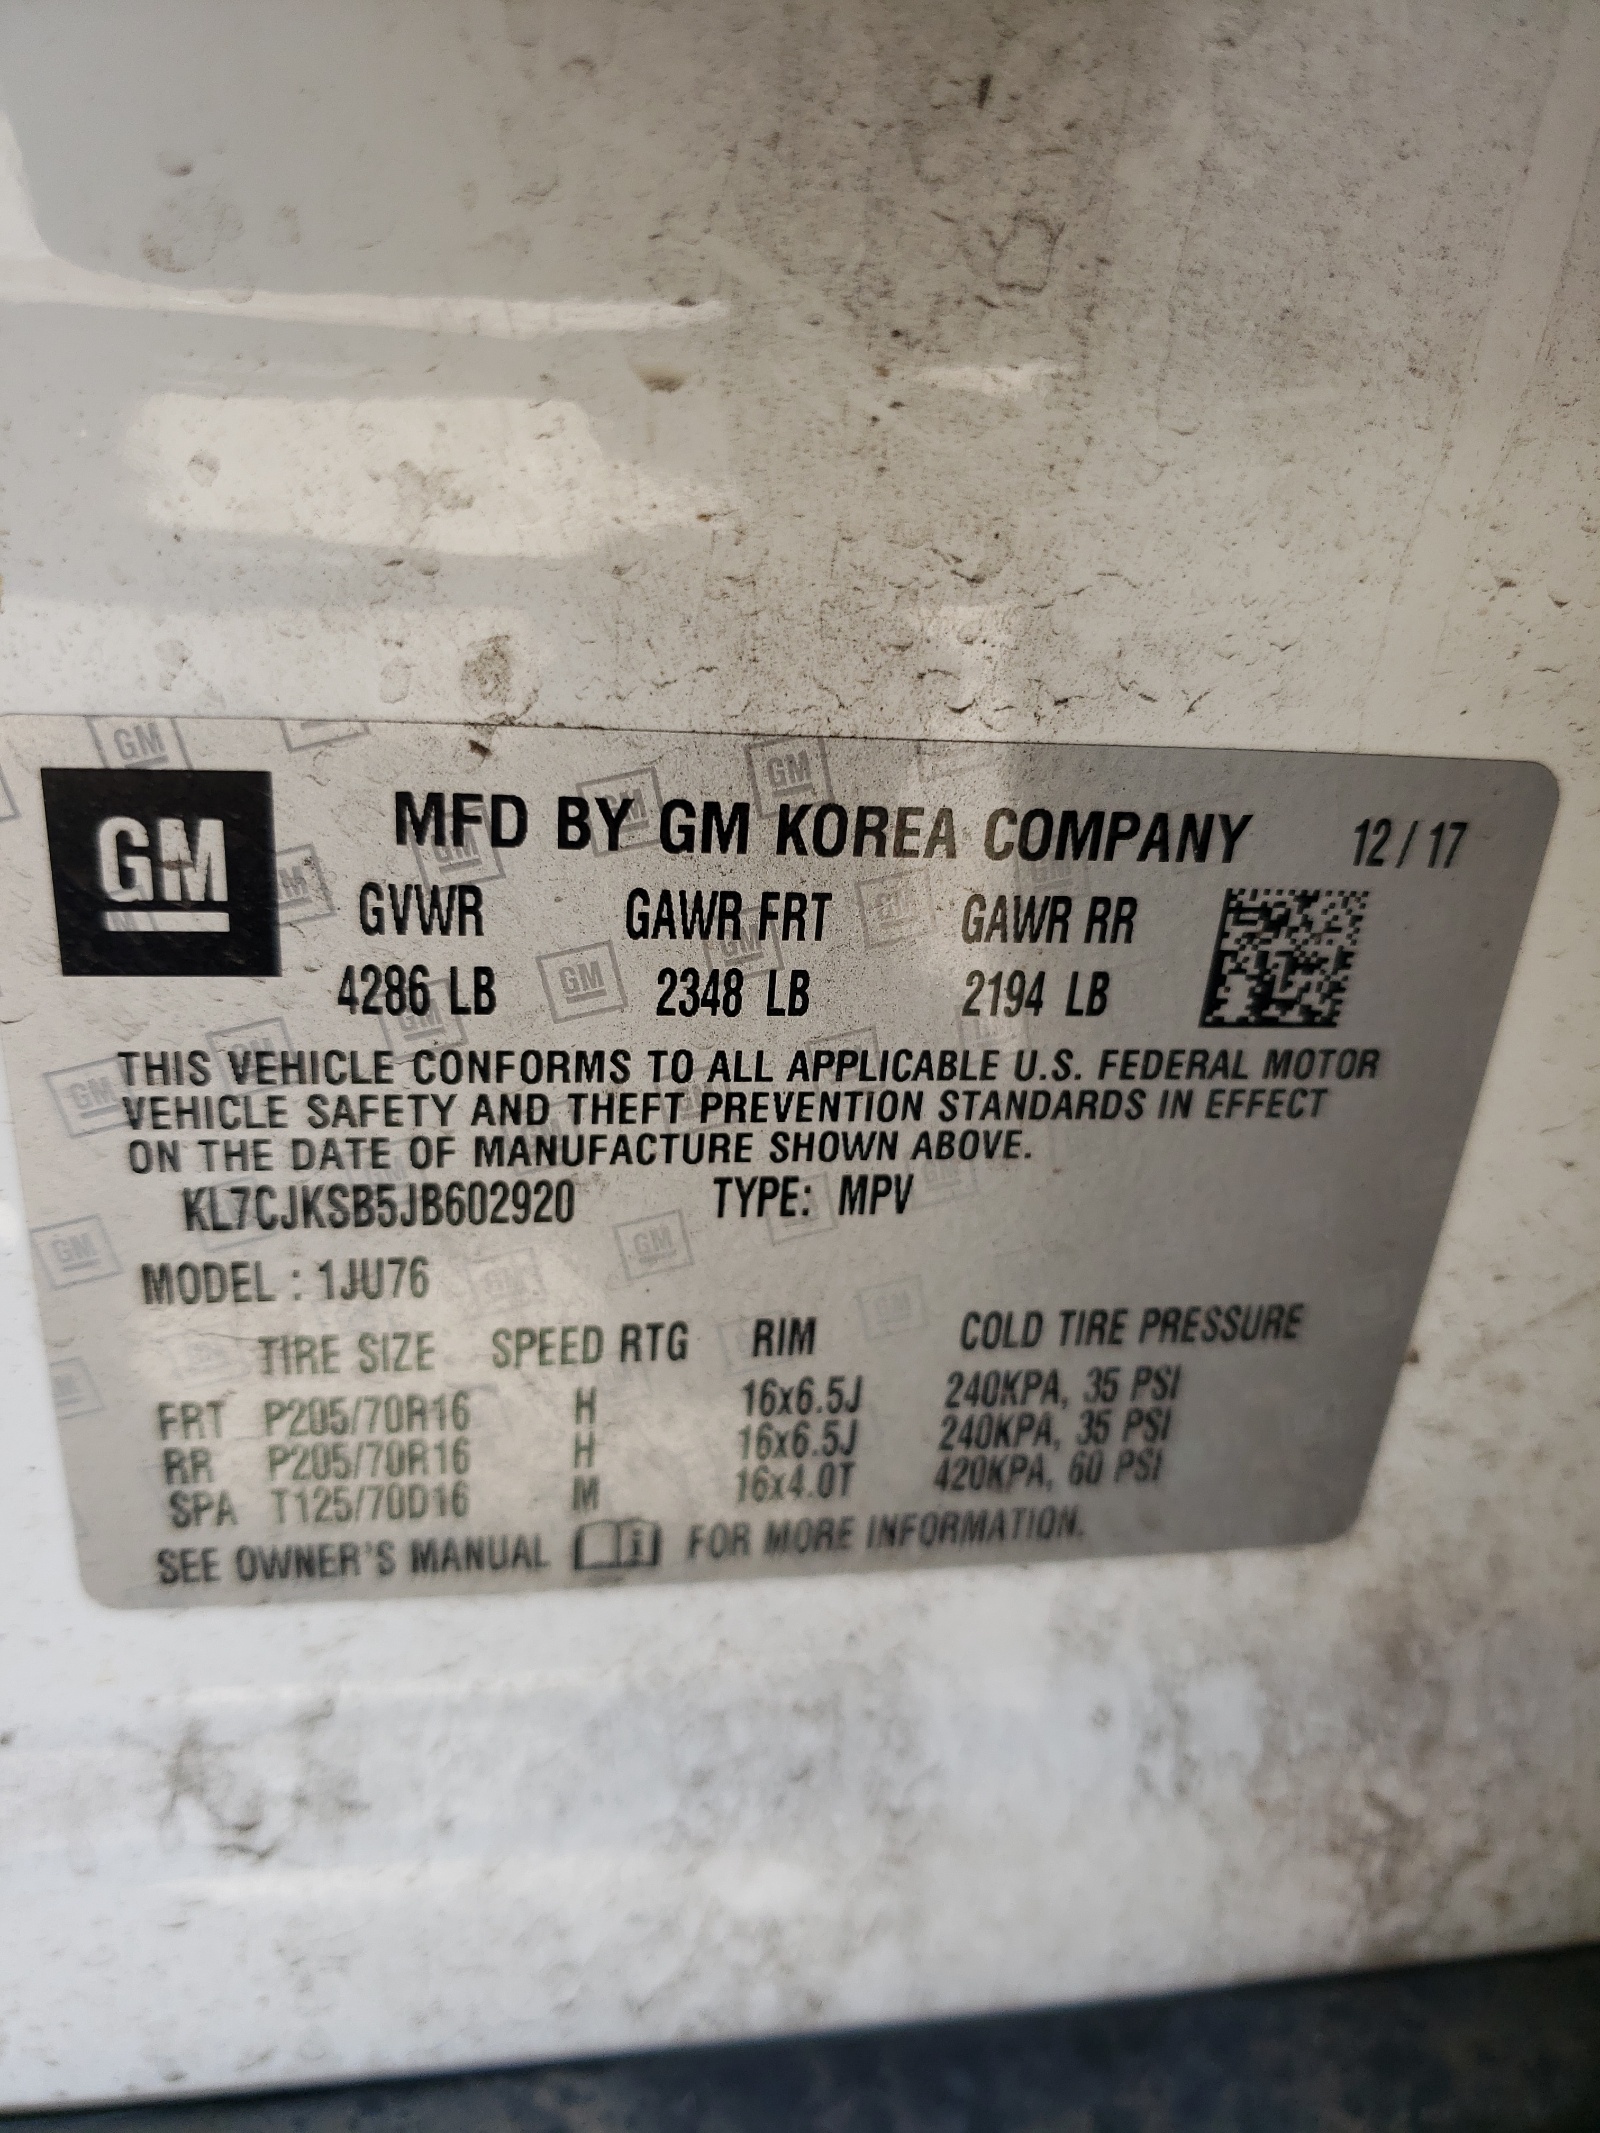 GM
MFD BY GM KOREA COMPANY 12/17
GVWR GAWR FRT GAWR RR
4286 LB 2348 LB 2194 LB
THIS VEHICLE CONFORMS TO ALL APPLICABLE U.S. FEDERAL MOTOR
VEHICLE SAFETY AND THEFT PREVENTION STANDARDS IN EFFECT
ON THE DATE OF MANUFACTURE SHOWN ABOVE.
KL7CJKSB5JB602920 TYPE: MPV
MODEL : 1JU76
TIRE SIZE SPEED RTG RIM COLD TIRE PRESSURE
FRT P205/70R16 H 16x6.5J 240KPA, 35 PSI
RR P205/70R16 H 16x6.5J 240KPA, 35 PSI
SPA T125/70D16 M 16x4.0T 420KPA, 60 PSI
SEE OWNER'S MANUAL FOR MORE INFORMATION.